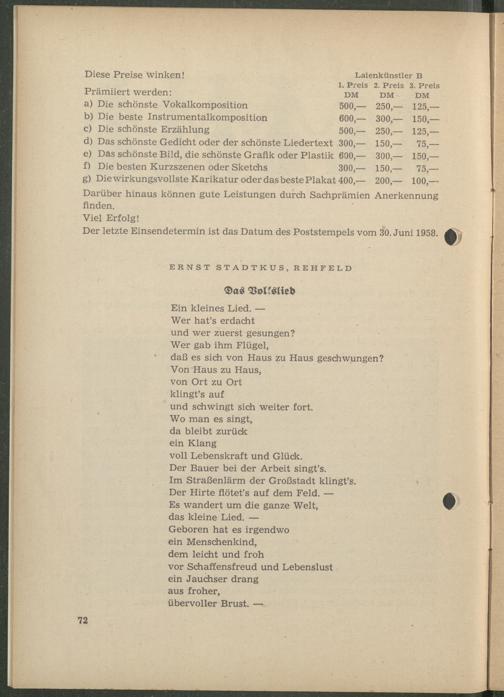 Diese Preise winken!
Laienkünstler B
1. Preis 2. Preis 3. Preis
Prämiiert werden:
DM DM DM
a) Die schönste Vokalkomposition 500,— 250,— 125,—
b) Die beste Instrumentalkomposition 600,— 300,— 150,—
c) Die schönste Erzählung 500,— 250,— 125,—
d) Das schönste Gedicht oder der schönste Liedertext 300,— 150,— 75,—
e) Das schönste Bild, die schönste Grafik oder Plastik 600,— 300,— 150,—
f) Die besten Kurzszenen oder Sketchs 300,— 150,— 75,—
g) Die wirkungsvollste Karikatur oder das beste Plakat 400,— 200,— 100,—
Darüber hinaus können gute Leistungen durch Sachprämien Anerkennung
finden.
Viel Erfolg!
Der letzte Einsendetermin ist das Datum des Poststempels vom 30. Juni 1958.
ERNST STADTKUS, REHFELD
Das Volkslied
Ein kleines Lied. —
Wer hat's erdacht
und wer zuerst gesungen?
Wer gab ihm Flügel,
daß es sich von Haus zu Haus geschwungen?
Von Haus zu Haus,
von Ort zu Ort
klingt's auf
und schwingt sich weiter fort.
Wo man es singt,
da bleibt zurück
ein Klang
voll Lebenskraft und Glück.
Der Bauer bei der Arbeit singt's.
Im Straßenlärm der Großstadt klingt's.
Der Hirte flötet's auf dem Feld. —
Es wandert um die ganze Welt,
das kleine Lied. —
Geboren hat es irgendwo
ein Menschenkind,
dem leicht und froh
vor Schaffensfreud und Lebenslust
ein Jauchser drang
aus froher,
übervoller Brust. —
72